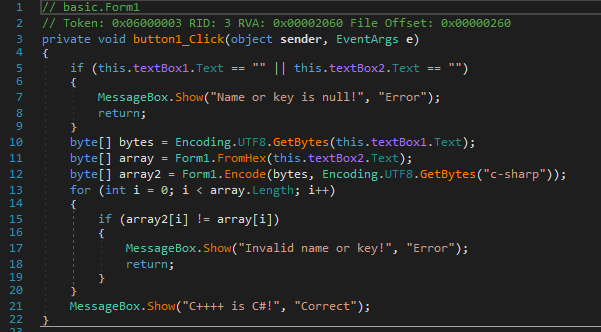 1 // basic.Form1
2 // Token: 0x06000003 RID: 3 RVA: 0x00002060 File Offset: 0x00000260
3 private void button1_Click(object sender, EventArgs e)
4 {
5     if (this.textBox1.Text == "" || this.textBox2.Text == "")
6     {
7         MessageBox.Show("Name or key is null!", "Error");
8         return;
9     }
10     byte[] bytes = Encoding.UTF8.GetBytes(this.textBox1.Text);
11     byte[] array = Form1.FromHex(this.textBox2.Text);
12     byte[] array2 = Form1.Encode(bytes, Encoding.UTF8.GetBytes("c-sharp"));
13     for (int i = 0; i < array.Length; i++)
14     {
15         if (array2[i] != array[i])
16         {
17             MessageBox.Show("Invalid name or key!", "Error");
18             return;
19         }
20     }
21     MessageBox.Show("C++++ is C#!", "Correct");
22 }